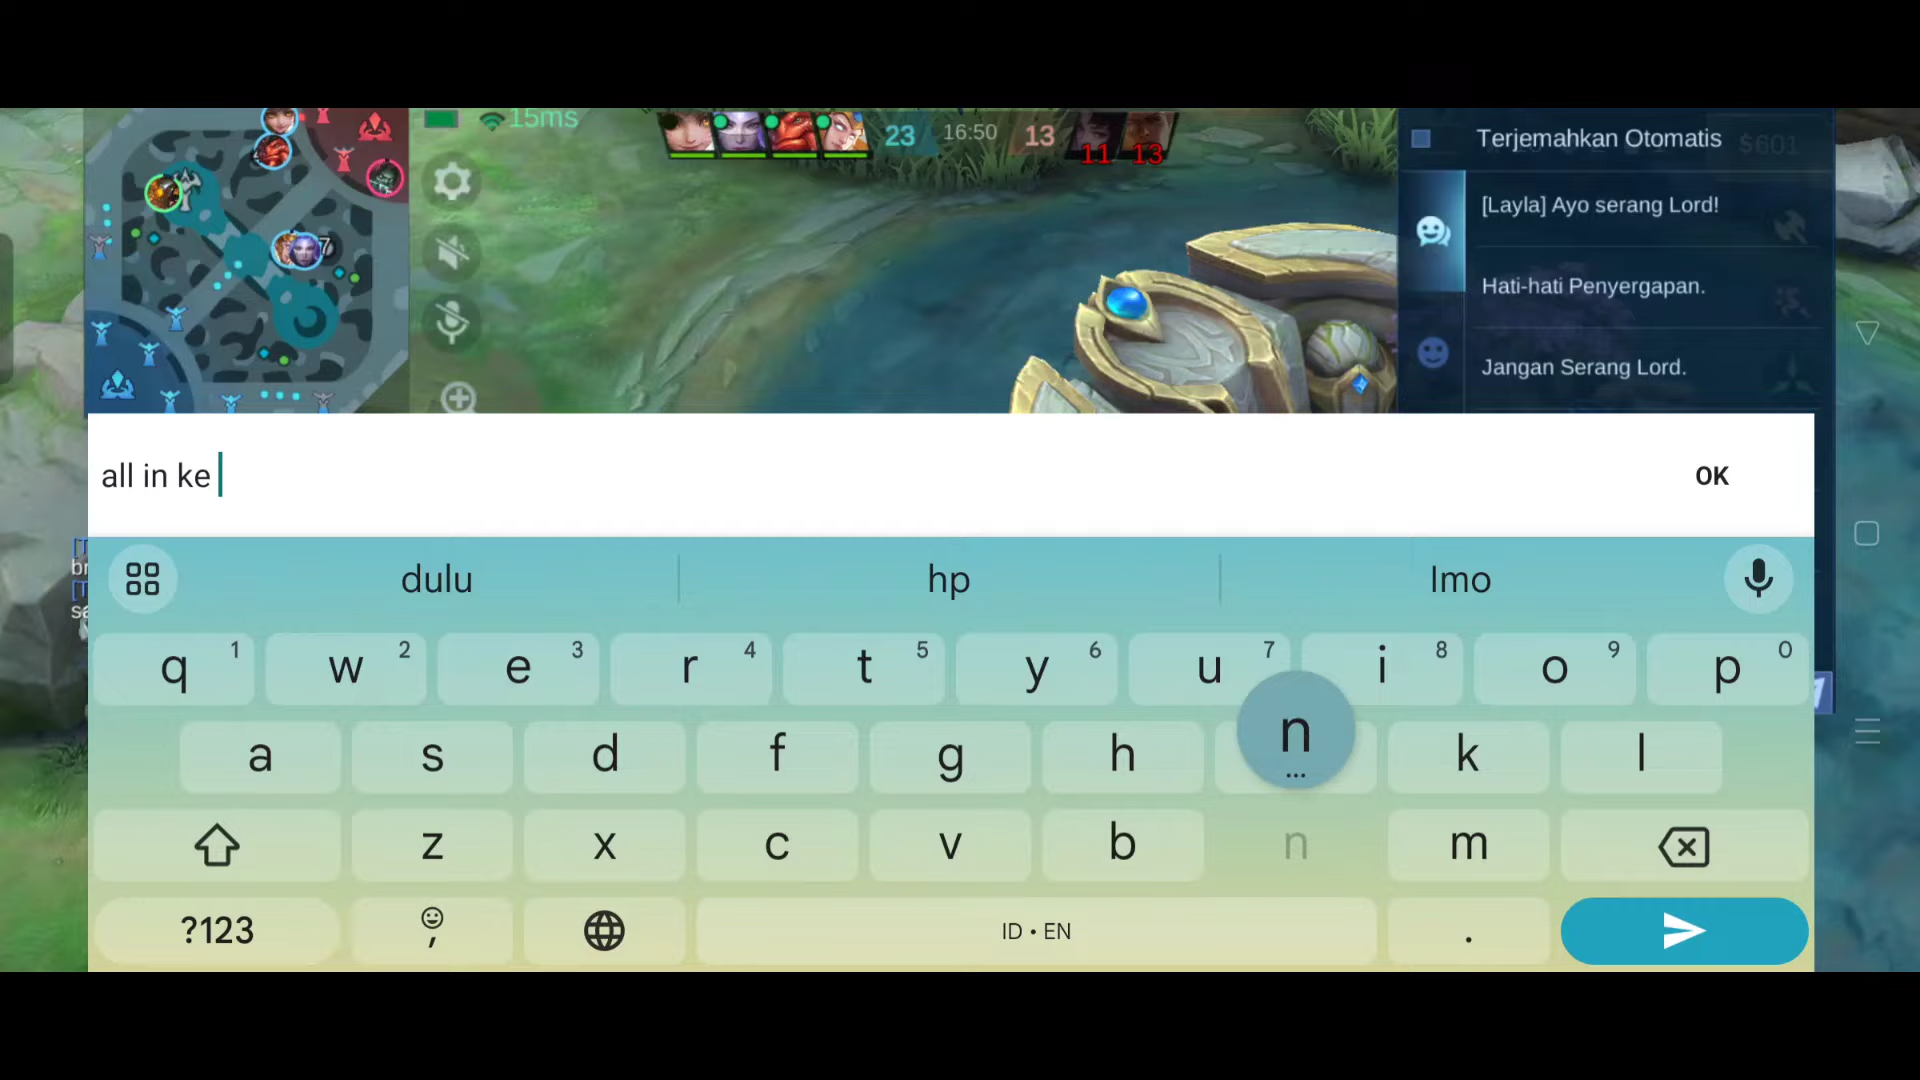 15ms
23 16:50 13
11 13
7
Terjemahkan Otomatis
$601
[Layla] Ayo serang Lord!
Hati-hati Penyergapan.
Jangan Serang Lord.
all in ke
OK
dulu hp lmo
q 1 w 2 e 3 r 4 t 5 y 6 u 7 i 8 o 9 p 0
a s d f g h n k l
z x c v b n m
?123 , ID • EN .